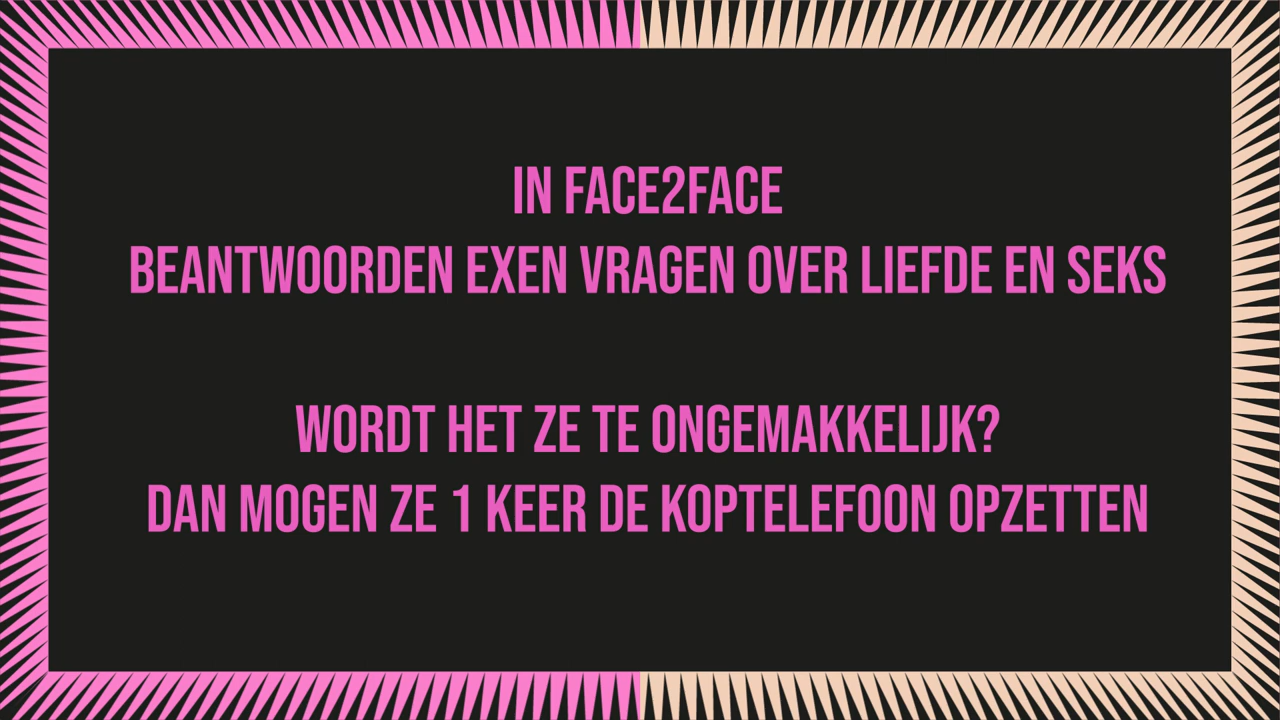 IN FACE2FACE
BEANTWOORDEN EXEN VRAGEN OVER LIEFDE EN SEKS
WORDT HET ZE TE ONGEMAKKELIJK?
DAN MOGEN ZE 1 KEER DE KOPTELEFOON OPZETTEN